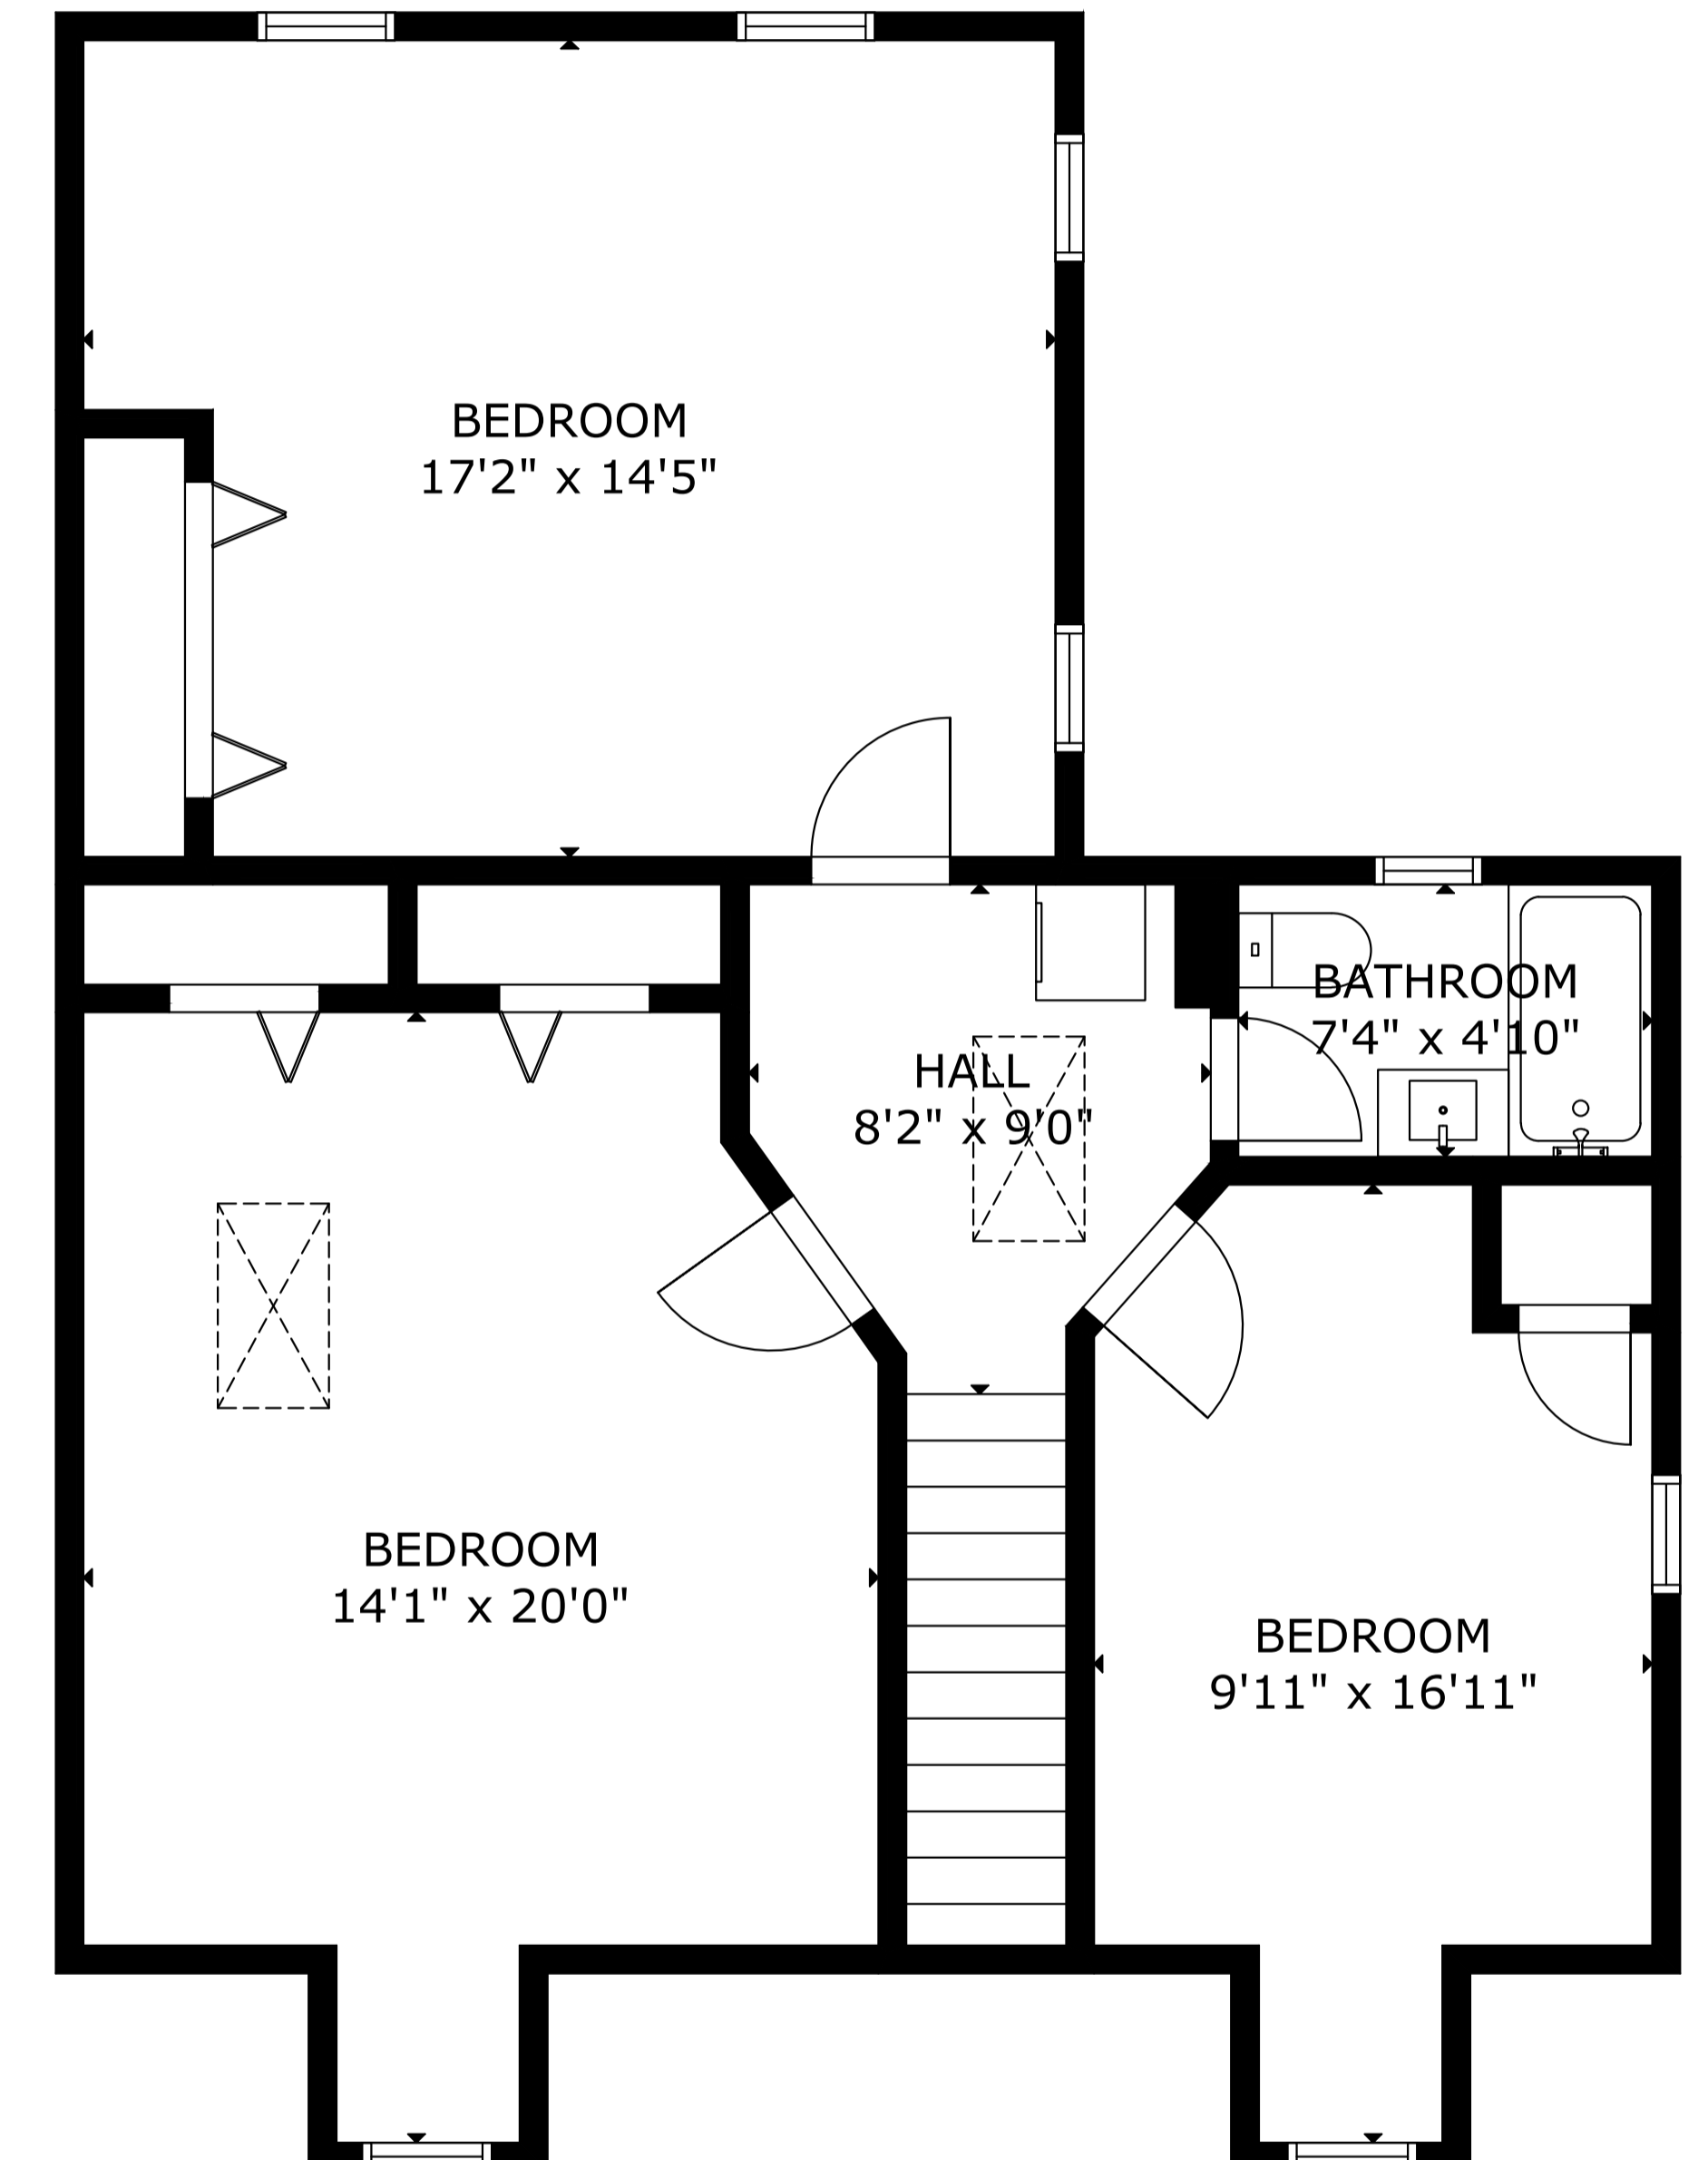 BEDROOM
17'2" x 14'5"
BATHROOM
7'4" x 4'10"
HALL
8'2" x 9'0"
BEDROOM
14'1" x 20'0"
BEDROOM
9'11" x 16'11"